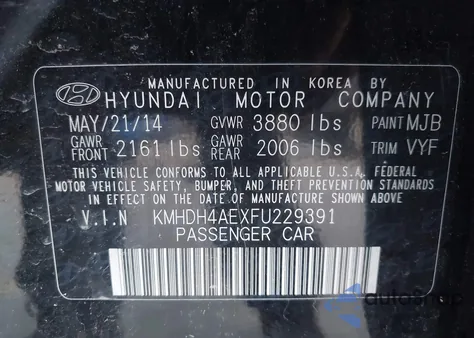 MANUFACTURED IN KOREA BY
HYUNDAI MOTOR COMPANY
MAY/21/14 GVWR 3880 lbs PAINT MJB
GAWR FRONT 2161 lbs GAWR REAR 2006 lbs TRIM VYF
THIS VEHICLE CONFORMS TO ALL APPLICABLE U.S.A. FEDERAL
MOTOR VEHICLE SAFETY, BUMPER, AND THEFT PREVENTION
STANDARDS IN EFFECT ON THE DATE OF MANUFACTURE SHOWN ABOVE.
V.I.N KMHDH4AEXFU229391
PASSENGER CAR